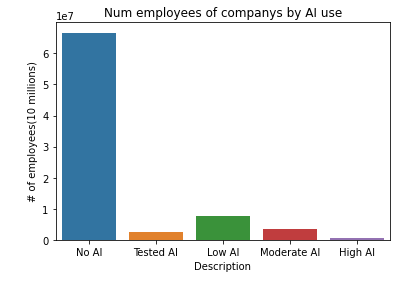 Num employees of companys by AI use
1e7
# of employees(10 millions)
6
5
4
3
2
1
0
No AI
Tested AI
Low AI
Moderate AI
High AI
Description